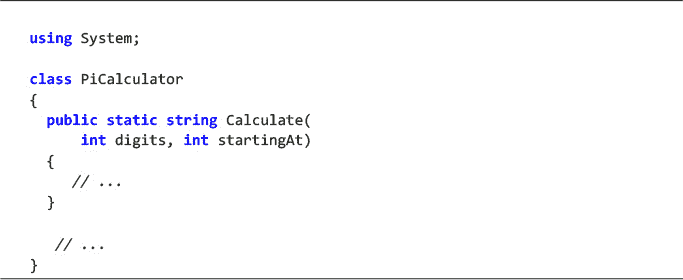 using System;
class PiCalculator
{
public static string Calculate(
int digits, int startingAt)
{
// ...
}
// ...
}